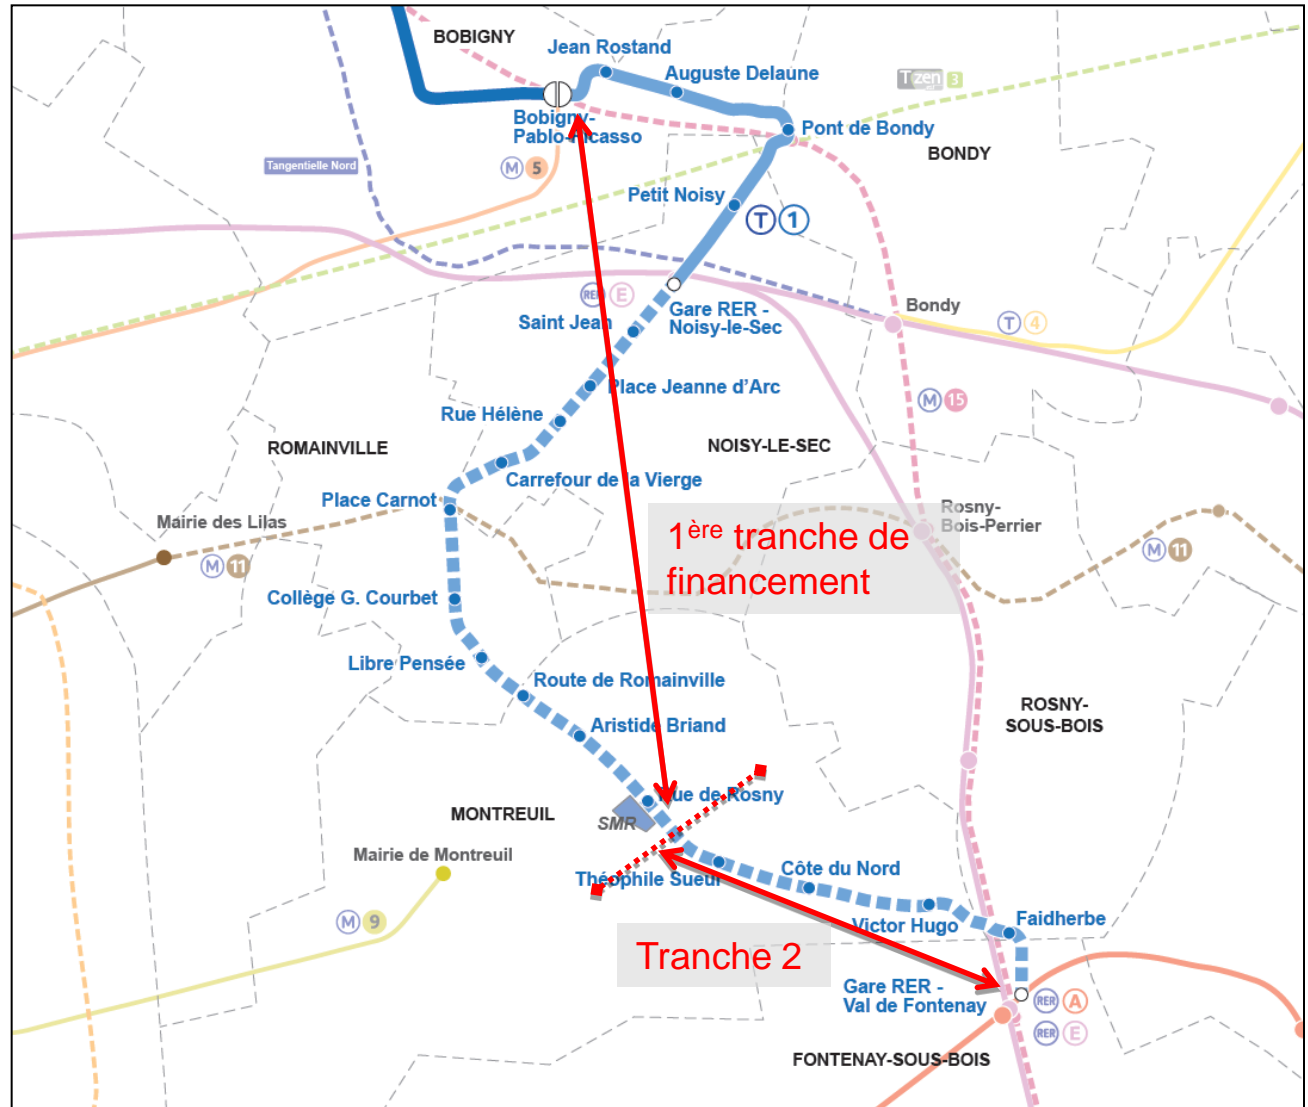 BOBIGNY
Jean Rostand
Auguste Delaune
T zen 3
Bobigny-
Pablo-Picasso
Pont de Bondy
BONDY
Tangentielle Nord
M 5
Petit Noisy
T 1
RER E
Gare RER -
Noisy-le-Sec
Bondy
Saint Jean
T 4
Place Jeanne d'Arc
M 15
Rue Hélène
ROMAINVILLE
NOISY-LE-SEC
Carrefour de la Vierge
Place Carnot
Mairie des Lilas
Rosny-
Bois-Perrier
1ère tranche de
financement
M 11
M 11
Collège G. Courbet
Libre Pensée
Route de Romainville
ROSNY-
SOUS-BOIS
Aristide Briand
Rue de Rosny
MONTREUIL
SMR
Mairie de Montreuil
Théophile Sueur
Côte du Nord
M 9
Victor Hugo
Faidherbe
Tranche 2
Gare RER -
Val de Fontenay
RER A
RER E
FONTENAY-SOUS-BOIS